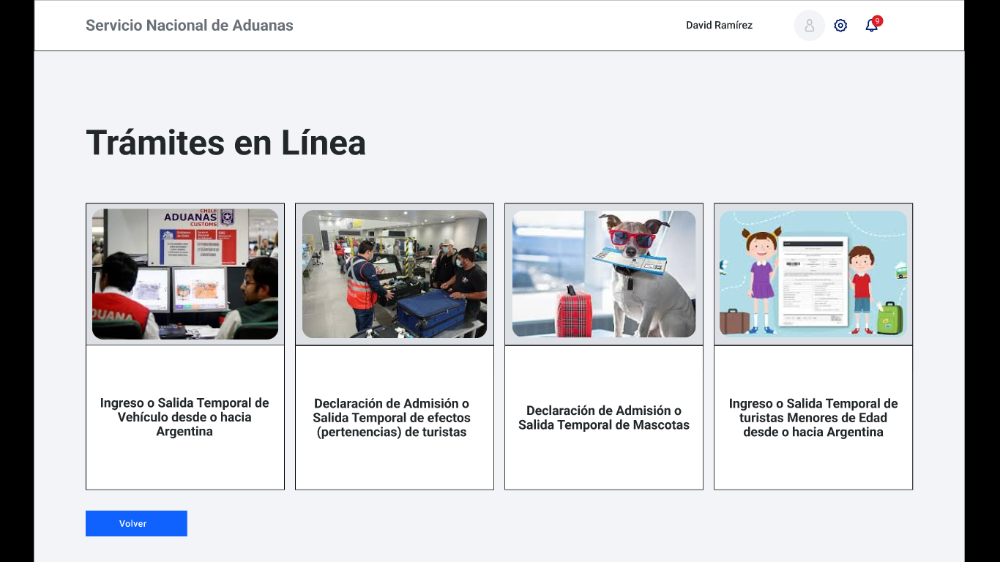 Servicio Nacional de Aduanas
David Ramírez
9
Trámites en Línea
CHILE
ADUANAS
CUSTOMS
DUANA
Ingreso o Salida Temporal de
Vehículo desde o hacia
Argentina
Declaración de Admisión o
Salida Temporal de efectos
(pertenencias) de turistas
Declaración de Admisión o
Salida Temporal de Mascotas
Ingreso o Salida Temporal de
turistas Menores de Edad
desde o hacia Argentina
Volver